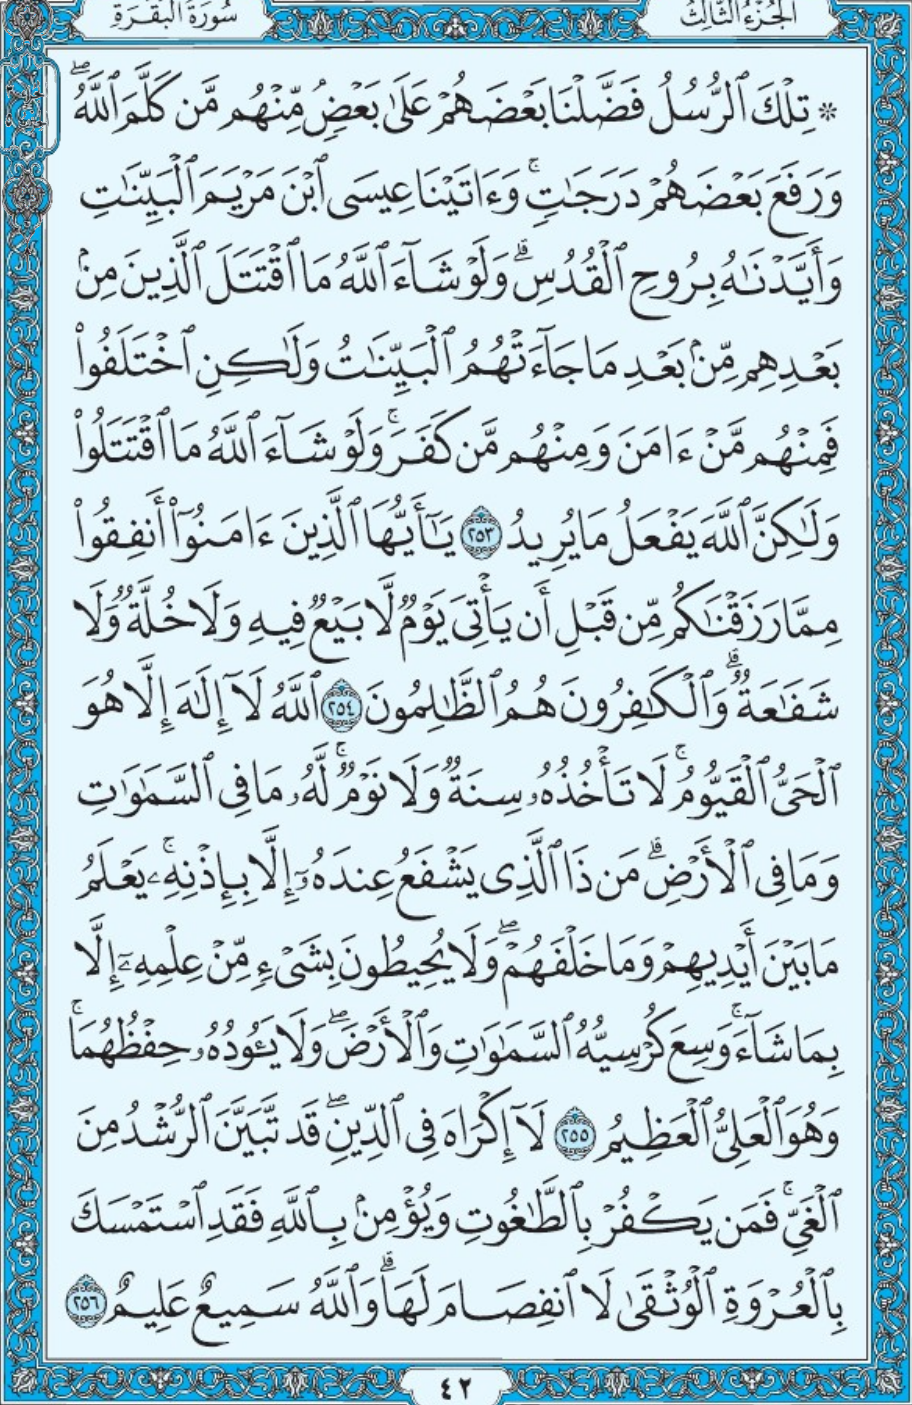 الجُزْءُ الثَّالِثُ
سُورَةُ البَقَرَةِ
* تِلۡكَ ٱلرُّسُلُ فَضَّلۡنَا بَعۡضَهُمۡ عَلَىٰ بَعۡضٖۘ مِّنۡهُم مَّن كَلَّمَ ٱللَّهُۖ
وَرَفَعَ بَعۡضَهُمۡ دَرَجَٰتٖۚ وَءَاتَيۡنَا عِيسَى ٱبۡنَ مَرۡيَمَ ٱلۡبَيِّنَٰتِ
وَأَيَّدۡنَٰهُ بِرُوحِ ٱلۡقُدُسِۗ وَلَوۡ شَآءَ ٱللَّهُ مَا ٱقۡتَتَلَ ٱلَّذِينَ مِنۢ
بَعۡدِهِم مِّنۢ بَعۡدِ مَا جَآءَتۡهُمُ ٱلۡبَيِّنَٰتُ وَلَٰكِنِ ٱخۡتَلَفُواْ
فَمِنۡهُم مَّنۡ ءَامَنَ وَمِنۡهُم مَّن كَفَرَۚ وَلَوۡ شَآءَ ٱللَّهُ مَا ٱقۡتَتَلُواْ
وَلَٰكِنَّ ٱللَّهَ يَفۡعَلُ مَا يُرِيدُ ٢٥٣ يَٰٓأَيُّهَا ٱلَّذِينَ ءَامَنُوٓاْ أَنفِقُواْ
مِمَّا رَزَقۡنَٰكُم مِّن قَبۡلِ أَن يَأۡتِيَ يَوۡمٞ لَّا بَيۡعٞ فِيهِ وَلَا خُلَّةٞ وَلَا
شَفَٰعَةٞۗ وَٱلۡكَٰفِرُونَ هُمُ ٱلظَّٰلِمُونَ ٢٥٤ ٱللَّهُ لَآ إِلَٰهَ إِلَّا هُوَ
ٱلۡحَيُّ ٱلۡقَيُّومُۚ لَا تَأۡخُذُهُۥ سِنَةٞ وَلَا نَوۡمٞۚ لَّهُۥ مَا فِي ٱلسَّمَٰوَٰتِ
وَمَا فِي ٱلۡأَرۡضِۗ مَن ذَا ٱلَّذِي يَشۡفَعُ عِندَهُۥٓ إِلَّا بِإِذۡنِهِۦۚ يَعۡلَمُ
مَا بَيۡنَ أَيۡدِيهِمۡ وَمَا خَلۡفَهُمۡۖ وَلَا يُحِيطُونَ بِشَيۡءٖ مِّنۡ عِلۡمِهِۦٓ إِلَّا
بِمَا شَآءَۚ وَسِعَ كُرۡسِيُّهُ ٱلسَّمَٰوَٰتِ وَٱلۡأَرۡضَۖ وَلَا يَـُٔودُهُۥ حِفۡظُهُمَاۚ
وَهُوَ ٱلۡعَلِيُّ ٱلۡعَظِيمُ ٢٥٥ لَآ إِكۡرَاهَ فِي ٱلدِّينِۖ قَد تَّبَيَّنَ ٱلرُّشۡدُ مِنَ
ٱلۡغَيِّۚ فَمَن يَكۡفُرۡ بِٱلطَّٰغُوتِ وَيُؤۡمِنۢ بِٱللَّهِ فَقَدِ ٱسۡتَمۡسَكَ
بِٱلۡعُرۡوَةِ ٱلۡوُثۡقَىٰ لَا ٱنفِصَامَ لَهَاۗ وَٱللَّهُ سَمِيعٌ عَلِيمٌ ٢٥٦
٤٢